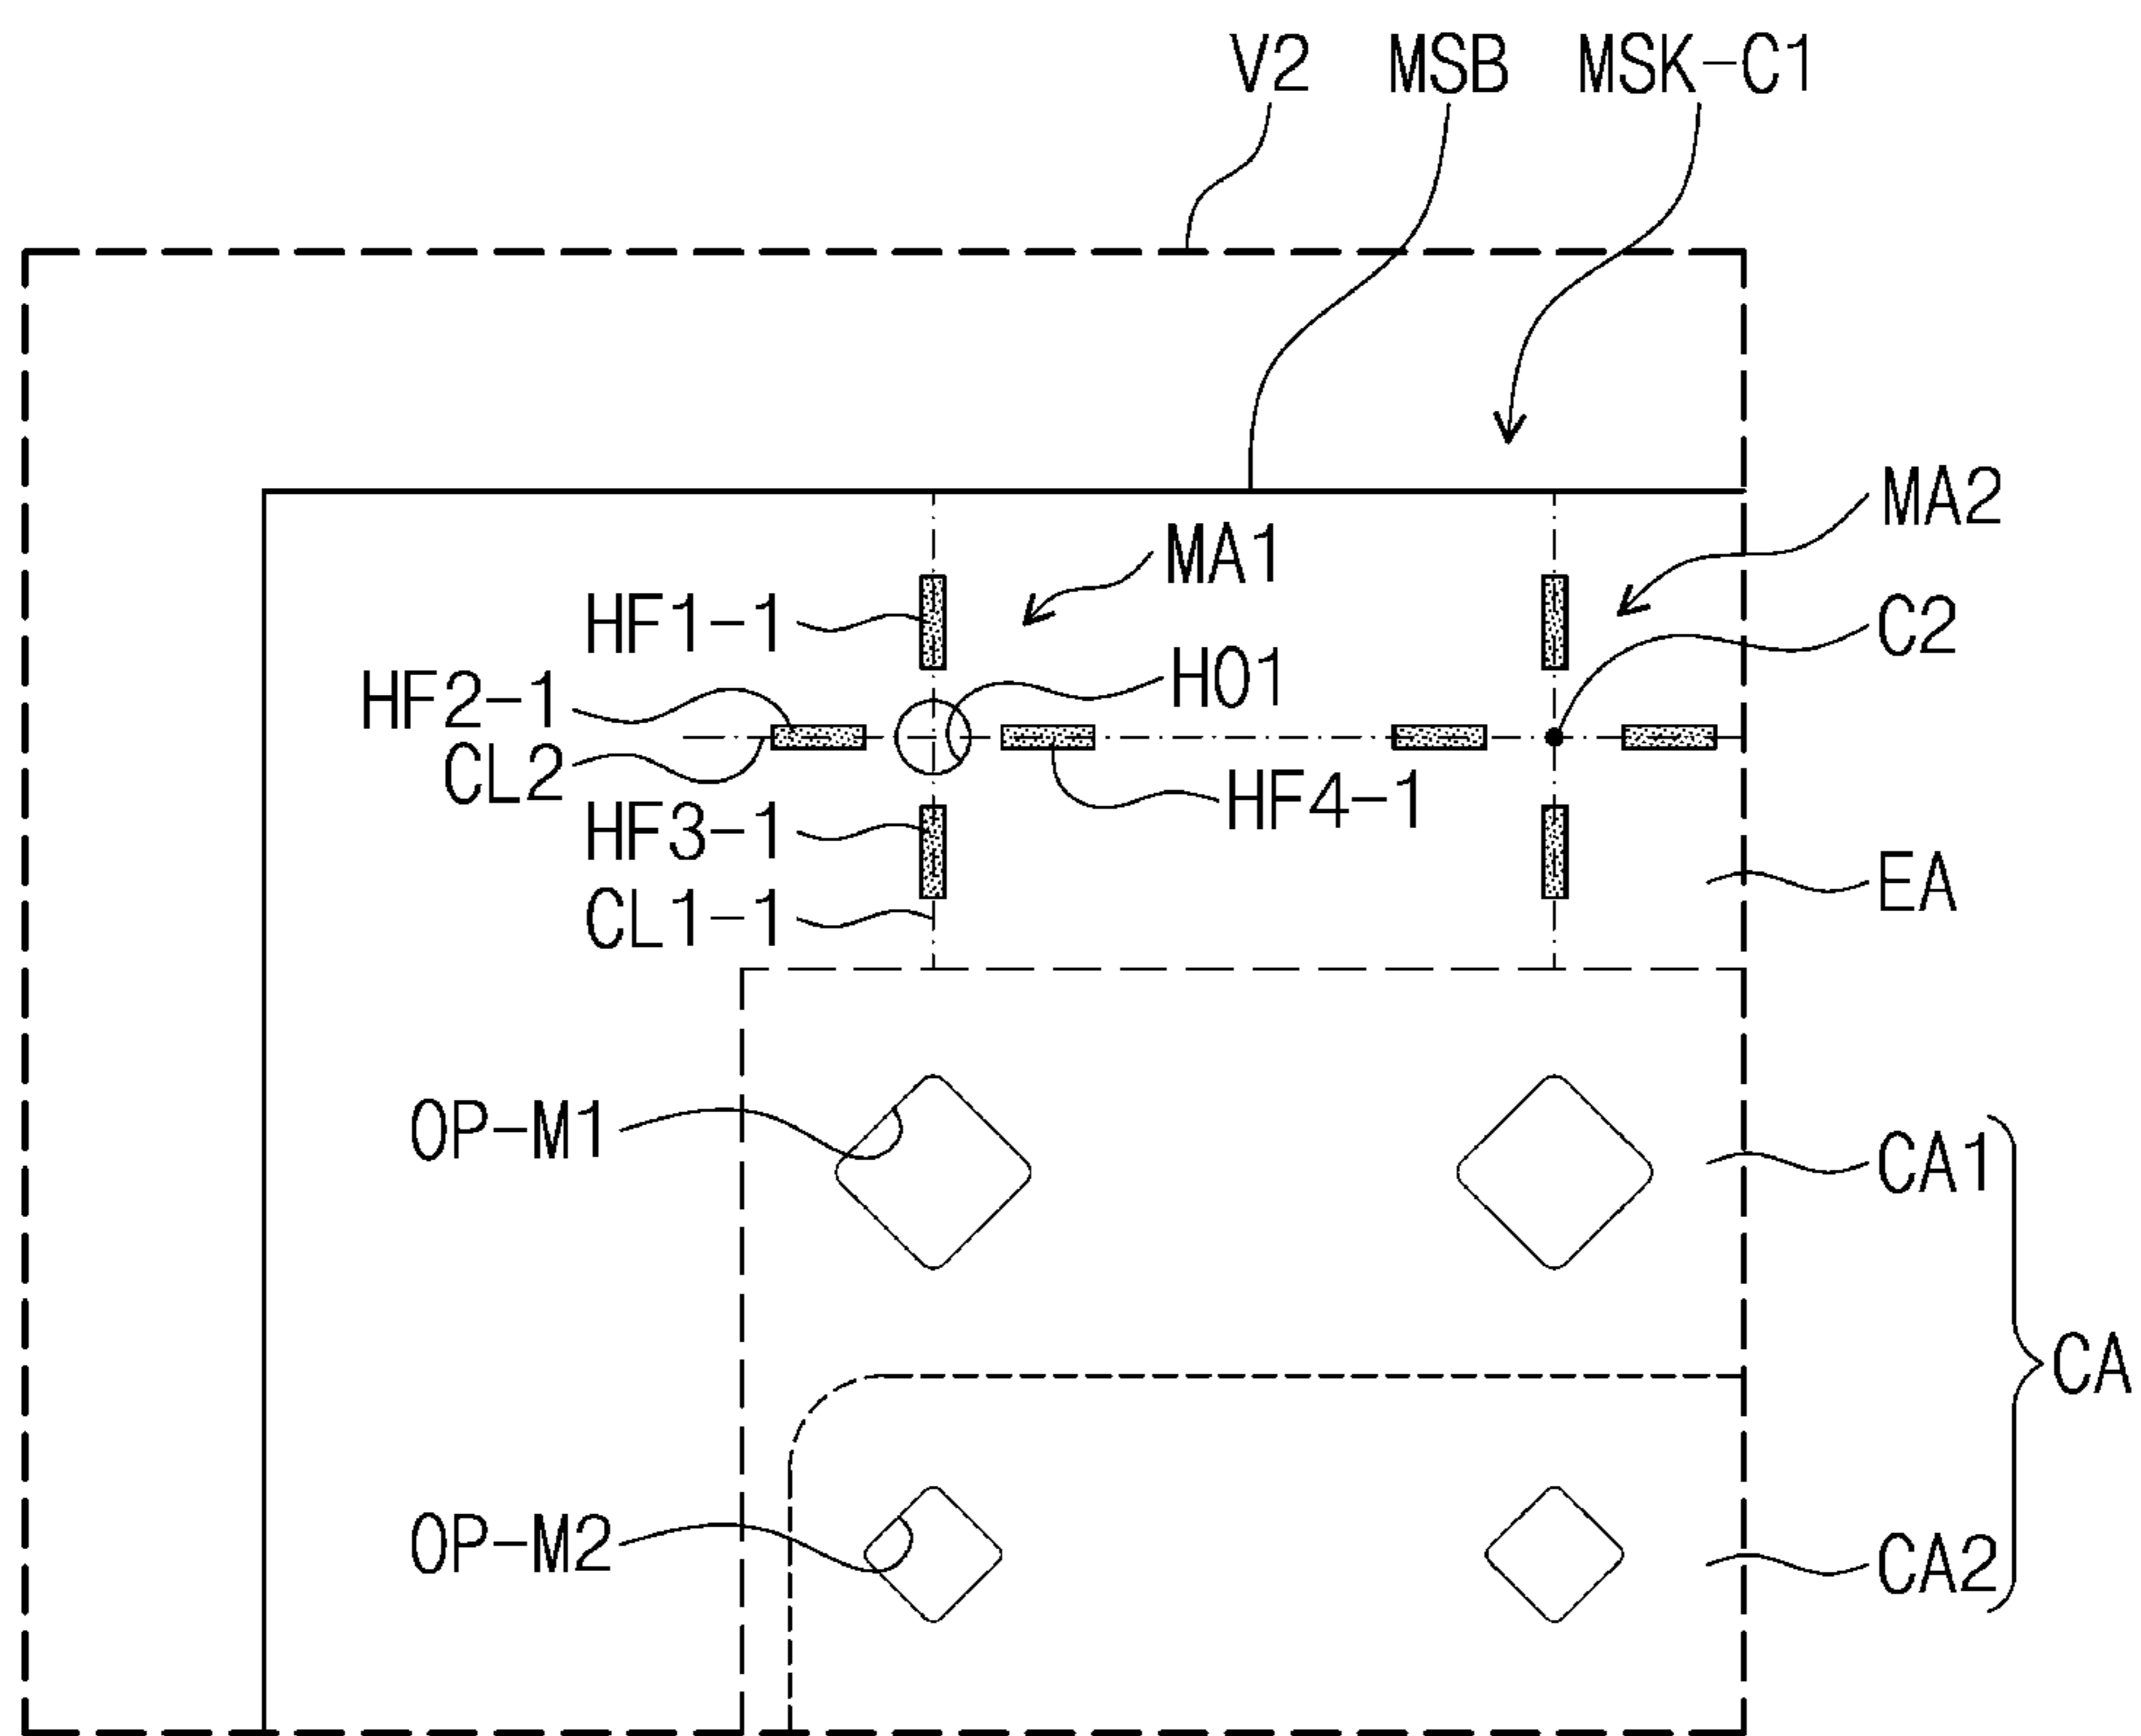 V2 MSB MSK-C1
MA2
MA1
HF1-1
C2
HO1
HF2-1
CL2
HF4-1
HF3-1
EA
CL1-1
OP-M1
CA1
CA
OP-M2
CA2